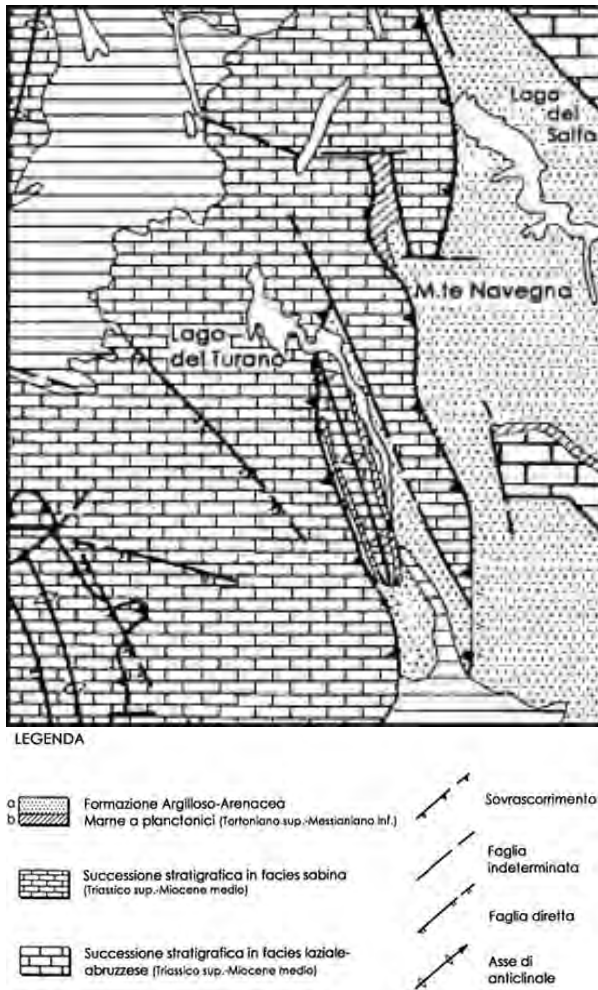 Lago
del
Salto
M.te Navegna
Lago
del Turano
LEGENDA
a
b
Formazione Argilloso-Arenacea
Marne a planctonici (Tortoniano sup.-Messianiano Inf.)
Successione stratigrafica in facies sabina
(Triassico sup.-Miocene medio)
Successione stratigrafica in facies laziale-
abruzzese (Triassico sup.-Miocene medio)
Sovrascorrimento
Faglia
indeterminata
Faglia diretta
Asse di
anticlinale